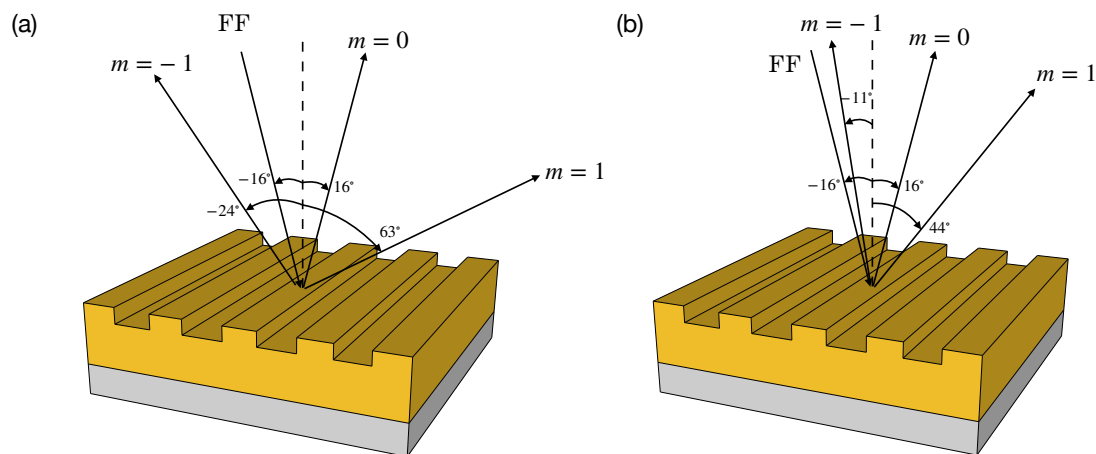 (a)
FF
m = 0
m = − 1
−16°
16°
−24°
63°
m = 1
(b)
m = − 1
m = 0
FF
m = 1
−11°
−16°
16°
44°